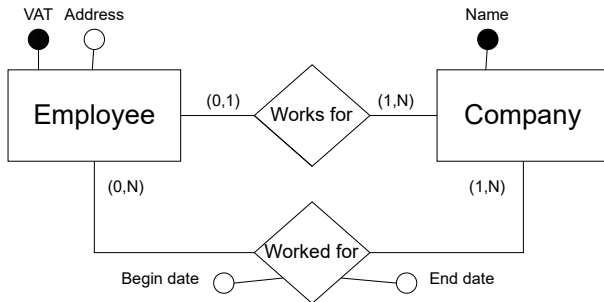 VAT
Address
Name
Employee
(0,1)
Works for
(1,N)
Company
(0,N)
(1,N)
Worked for
Begin date
End date